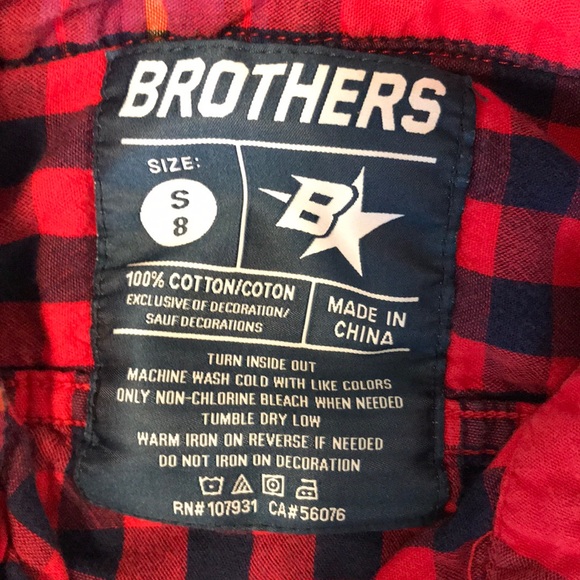 BROTHERS
SIZE:
S
8
B
100% COTTON/COTON
EXCLUSIVE OF DECORATION/
SAUF DECORATIONS
MADE IN
CHINA
TURN INSIDE OUT
MACHINE WASH COLD WITH LIKE COLORS
ONLY NON-CHLORINE BLEACH WHEN NEEDED
TUMBLE DRY LOW
WARM IRON ON REVERSE IF NEEDED
DO NOT IRON ON DECORATION
RN#107931 CA#56076